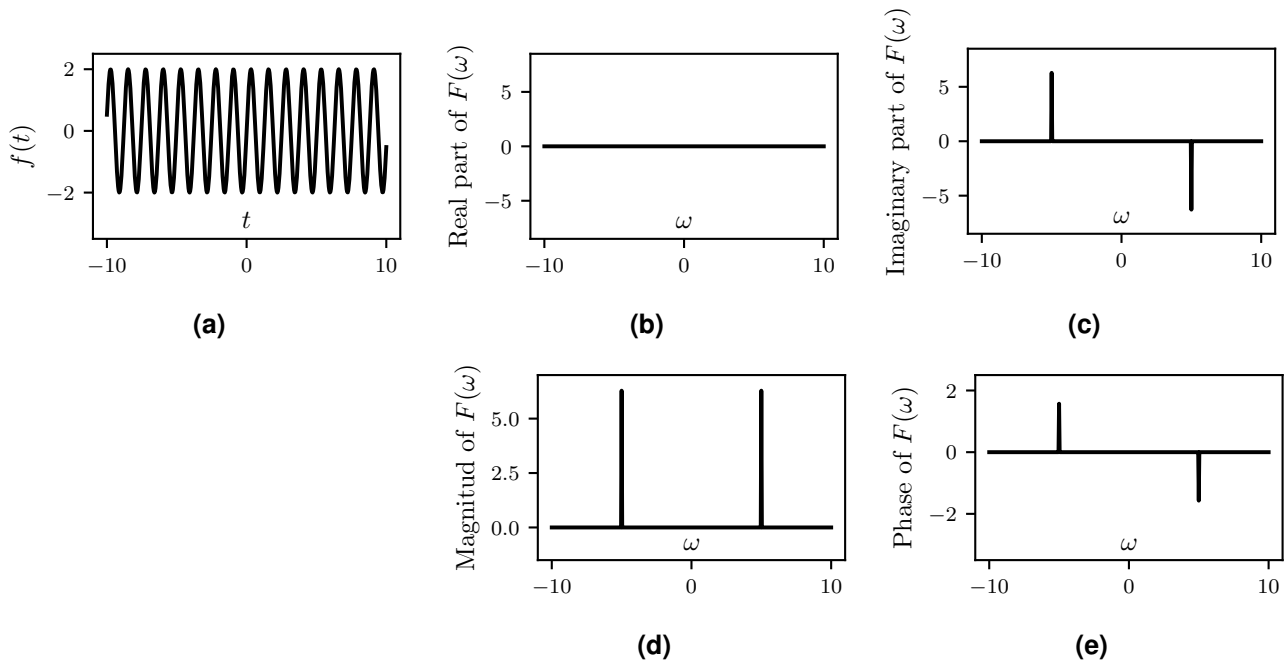 f(t)
2
0
−2
t
−10 0 10
(a)
Real part of F(ω)
5
0
−5
ω
−10 0 10
(b)
Imaginary part of F(ω)
5
0
−5
ω
−10 0 10
(c)
Magnitud of F(ω)
5.0
2.5
0.0
ω
−10 0 10
(d)
Phase of F(ω)
2
0
−2
ω
−10 0 10
(e)